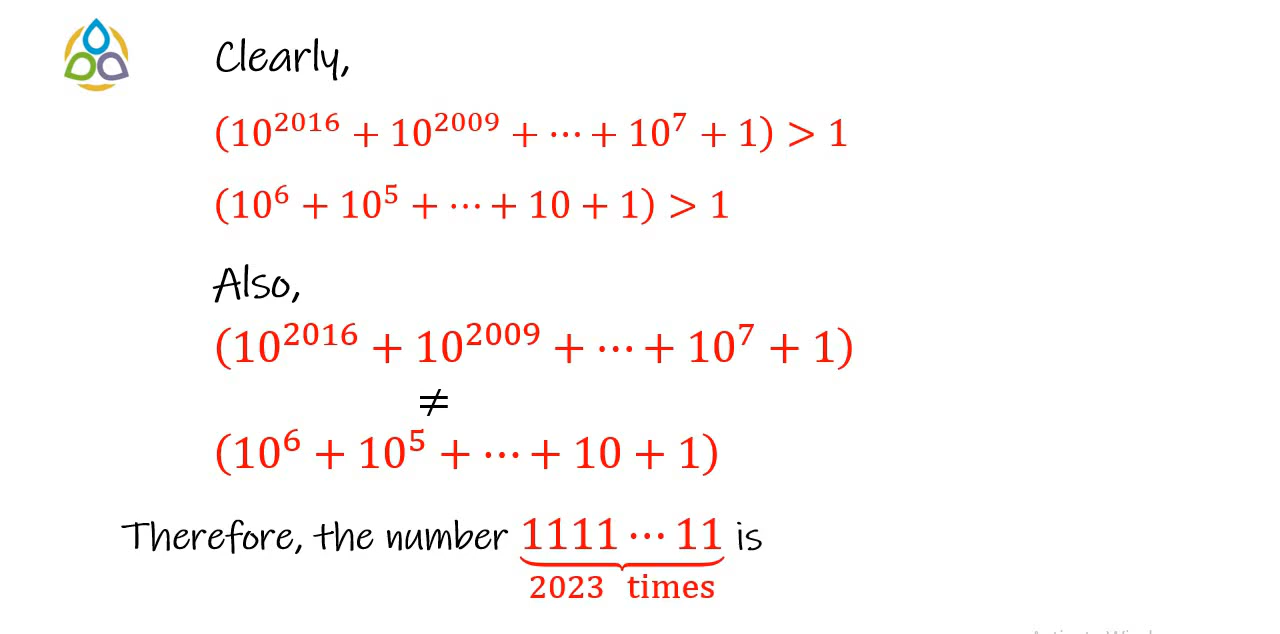 Clearly,
(10^2016 + 10^2009 + ⋯ + 10^7 + 1) > 1
(10^6 + 10^5 + ⋯ + 10 + 1) > 1
Also,
(10^2016 + 10^2009 + ⋯ + 10^7 + 1)
≠
(10^6 + 10^5 + ⋯ + 10 + 1)
Therefore, the number 1111 ⋯ 11 is
2023 times